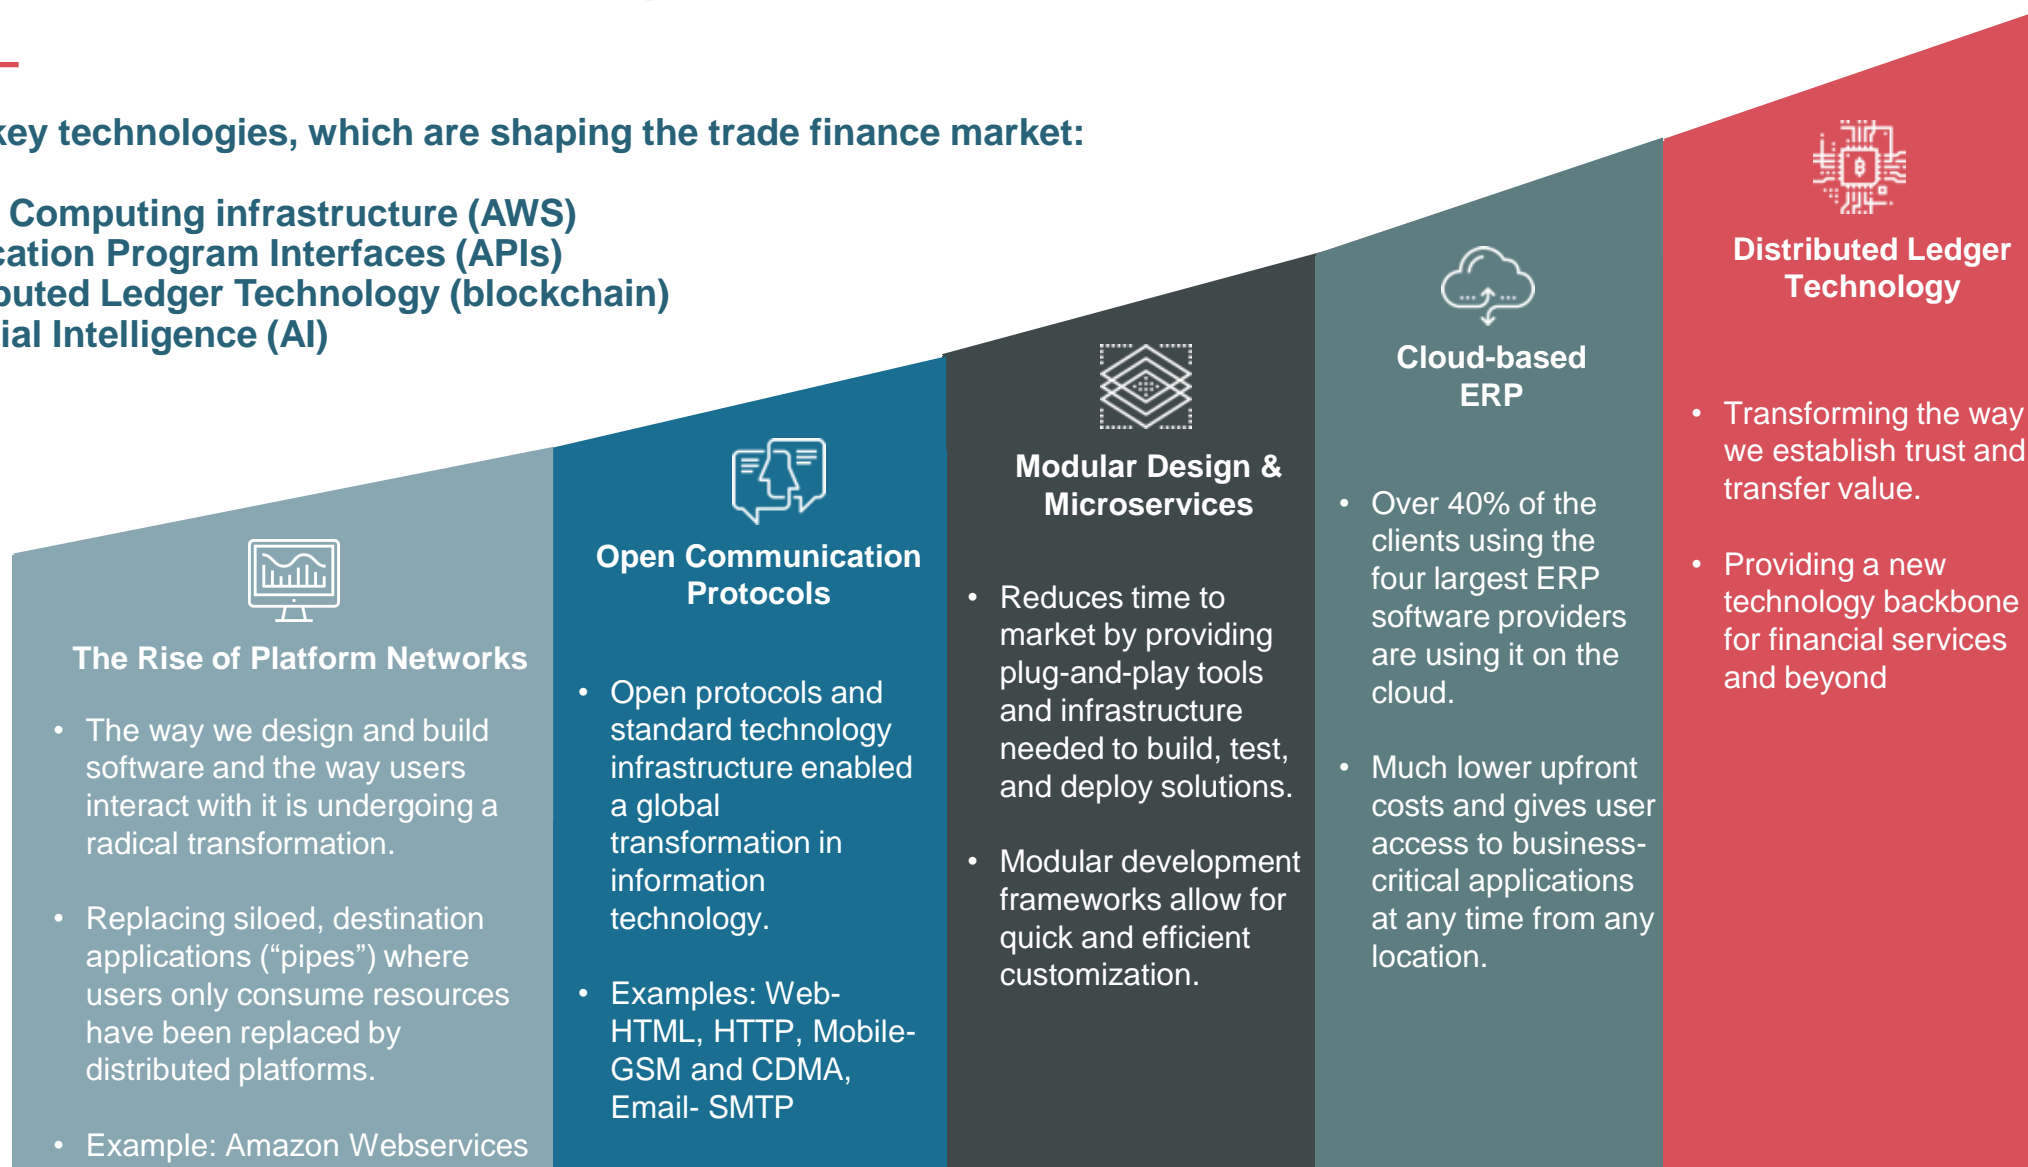 key technologies, which are shaping the trade finance market:
Computing infrastructure (AWS)
cation Program Interfaces (APIs)
buted Ledger Technology (blockchain)
ial Intelligence (AI)
The Rise of Platform Networks
• The way we design and build
software and the way users
interact with it is undergoing a
radical transformation.
• Replacing siloed, destination
applications (“pipes”) where
users only consume resources
have been replaced by
distributed platforms.
• Example: Amazon Webservices
Open Communication
Protocols
• Open protocols and
standard technology
infrastructure enabled
a global
transformation in
information
technology.
• Examples: Web-
HTML, HTTP, Mobile-
GSM and CDMA,
Email- SMTP
Modular Design &
Microservices
• Reduces time to
market by providing
plug-and-play tools
and infrastructure
needed to build, test,
and deploy solutions.
• Modular development
frameworks allow for
quick and efficient
customization.
Cloud-based
ERP
• Over 40% of the
clients using the
four largest ERP
software providers
are using it on the
cloud.
• Much lower upfront
costs and gives user
access to business-
critical applications
at any time from any
location.
Distributed Ledger
Technology
• Transforming the way
we establish trust and
transfer value.
• Providing a new
technology backbone
for financial services
and beyond